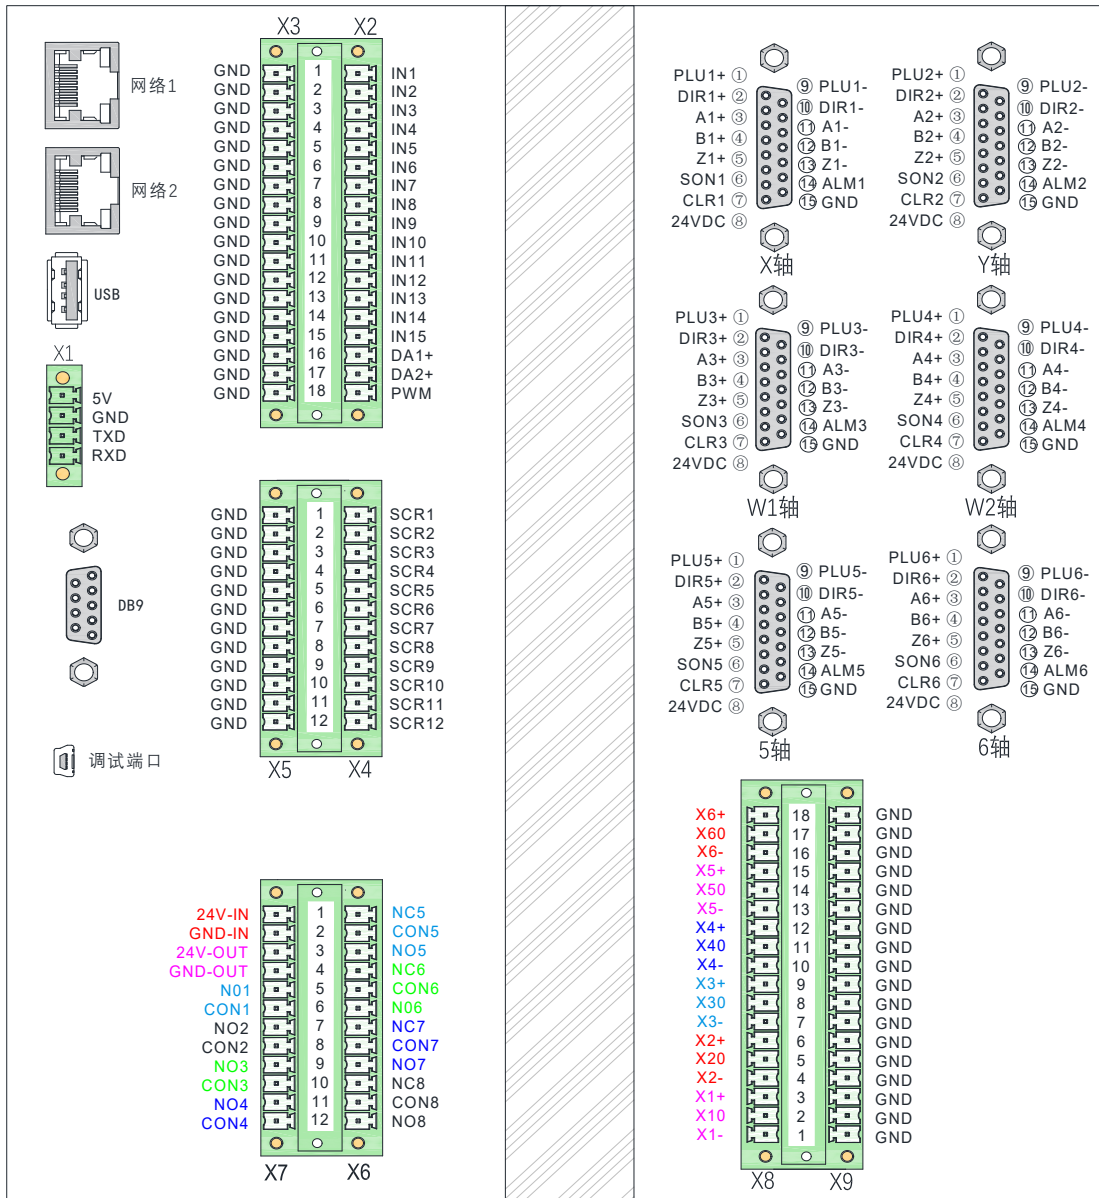 网络1
网络2
USB
X1
5V
GND
TXD
RXD
DB9
调试端口
X3 X2
GND 1 IN1
GND 2 IN2
GND 3 IN3
GND 4 IN4
GND 5 IN5
GND 6 IN6
GND 7 IN7
GND 8 IN8
GND 9 IN9
GND 10 IN10
GND 11 IN11
GND 12 IN12
GND 13 IN13
GND 14 IN14
GND 15 IN15
GND 16 DA1+
GND 17 DA2+
GND 18 PWM
GND 1 SCR1
GND 2 SCR2
GND 3 SCR3
GND 4 SCR4
GND 5 SCR5
GND 6 SCR6
GND 7 SCR7
GND 8 SCR8
GND 9 SCR9
GND 10 SCR10
GND 11 SCR11
GND 12 SCR12
X5 X4
24V-IN 1 NC5
GND-IN 2 CON5
24V-OUT 3 NO5
GND-OUT 4 NC6
N01 5 CON6
CON1 6 N06
NO2 7 NC7
CON2 8 CON7
NO3 9 NO7
CON3 10 NC8
NO4 11 CON8
CON4 12 NO8
X7 X6
PLU1+ ① ⑨ PLU1-
DIR1+ ② ⑩ DIR1-
A1+ ③ ⑪ A1-
B1+ ④ ⑫ B1-
Z1+ ⑤ ⑬ Z1-
SON1 ⑥ ⑭ ALM1
CLR1 ⑦ ⑮ GND
24VDC ⑧
X轴
PLU2+ ① ⑨ PLU2-
DIR2+ ② ⑩ DIR2-
A2+ ③ ⑪ A2-
B2+ ④ ⑫ B2-
Z2+ ⑤ ⑬ Z2-
SON2 ⑥ ⑭ ALM2
CLR2 ⑦ ⑮ GND
24VDC ⑧
Y轴
PLU3+ ① ⑨ PLU3-
DIR3+ ② ⑩ DIR3-
A3+ ③ ⑪ A3-
B3+ ④ ⑫ B3-
Z3+ ⑤ ⑬ Z3-
SON3 ⑥ ⑭ ALM3
CLR3 ⑦ ⑮ GND
24VDC ⑧
W1轴
PLU4+ ① ⑨ PLU4-
DIR4+ ② ⑩ DIR4-
A4+ ③ ⑪ A4-
B4+ ④ ⑫ B4-
Z4+ ⑤ ⑬ Z4-
SON4 ⑥ ⑭ ALM4
CLR4 ⑦ ⑮ GND
24VDC ⑧
W2轴
PLU5+ ① ⑨ PLU5-
DIR5+ ② ⑩ DIR5-
A5+ ③ ⑪ A5-
B5+ ④ ⑫ B5-
Z5+ ⑤ ⑬ Z5-
SON5 ⑥ ⑭ ALM5
CLR5 ⑦ ⑮ GND
24VDC ⑧
5轴
PLU6+ ① ⑨ PLU6-
DIR6+ ② ⑩ DIR6-
A6+ ③ ⑪ A6-
B6+ ④ ⑫ B6-
Z6+ ⑤ ⑬ Z6-
SON6 ⑥ ⑭ ALM6
CLR6 ⑦ ⑮ GND
24VDC ⑧
6轴
X6+ 18 GND
X60 17 GND
X6- 16 GND
X5+ 15 GND
X50 14 GND
X5- 13 GND
X4+ 12 GND
X40 11 GND
X4- 10 GND
X3+ 9 GND
X30 8 GND
X3- 7 GND
X2+ 6 GND
X20 5 GND
X2- 4 GND
X1+ 3 GND
X10 2 GND
X1- 1 GND
X8 X9